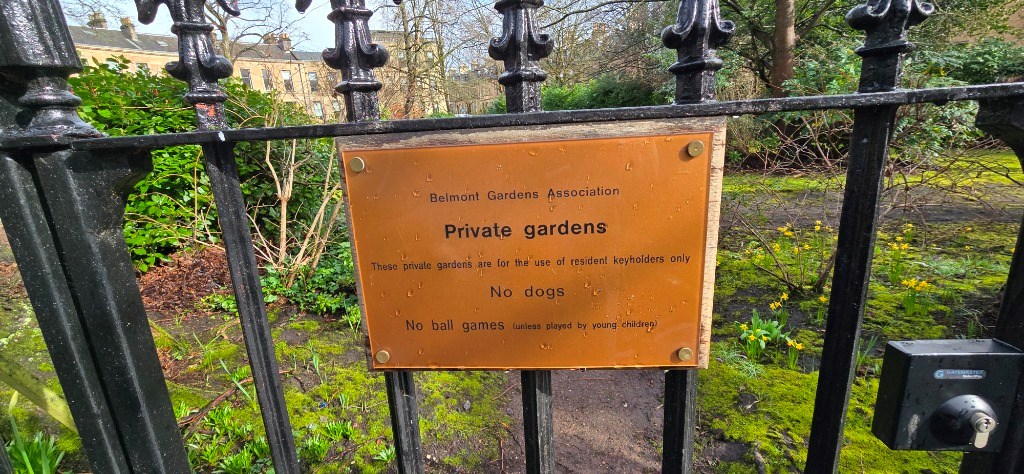 Belmont Gardens Association
Private gardens
These private gardens are for the use of resident keyholders only
No dogs
No ball games (unless played by young children)
GATEMASTER